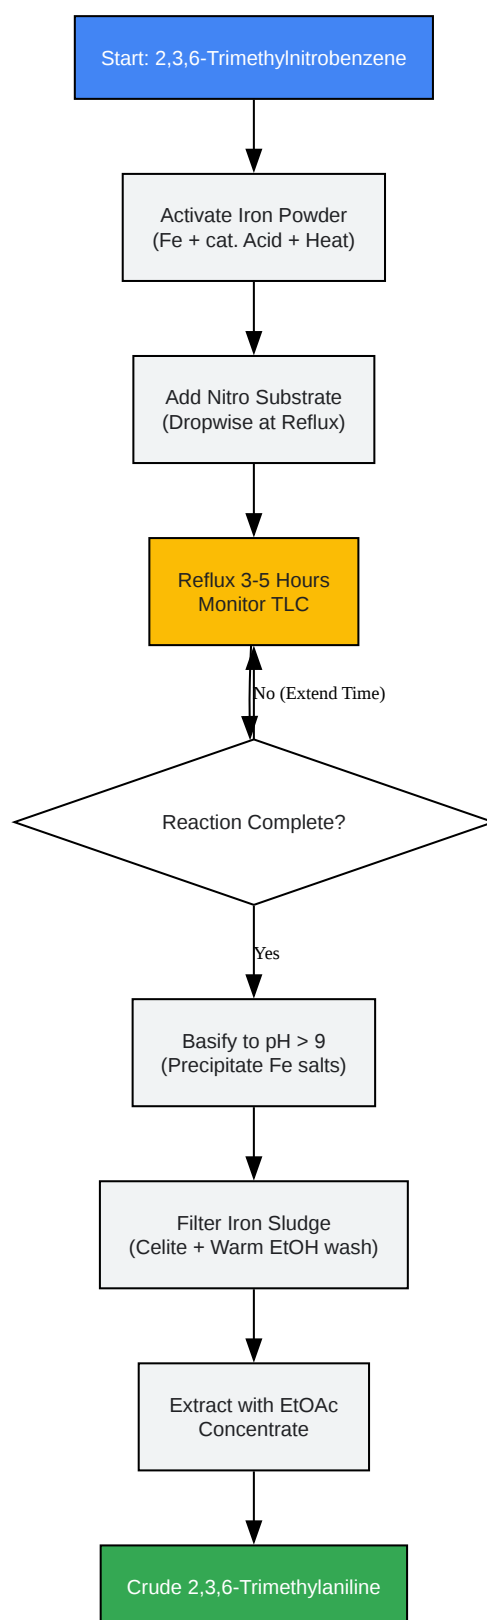 Start: 2,3,6-Trimethylnitrobenzene
Activate Iron Powder
(Fe + cat. Acid + Heat)
Add Nitro Substrate
(Dropwise at Reflux)
Reflux 3-5 Hours
Monitor TLC
No (Extend Time)
Reaction Complete?
Yes
Basify to pH > 9
(Precipitate Fe salts)
Filter Iron Sludge
(Celite + Warm EtOH wash)
Extract with EtOAc
Concentrate
Crude 2,3,6-Trimethylaniline